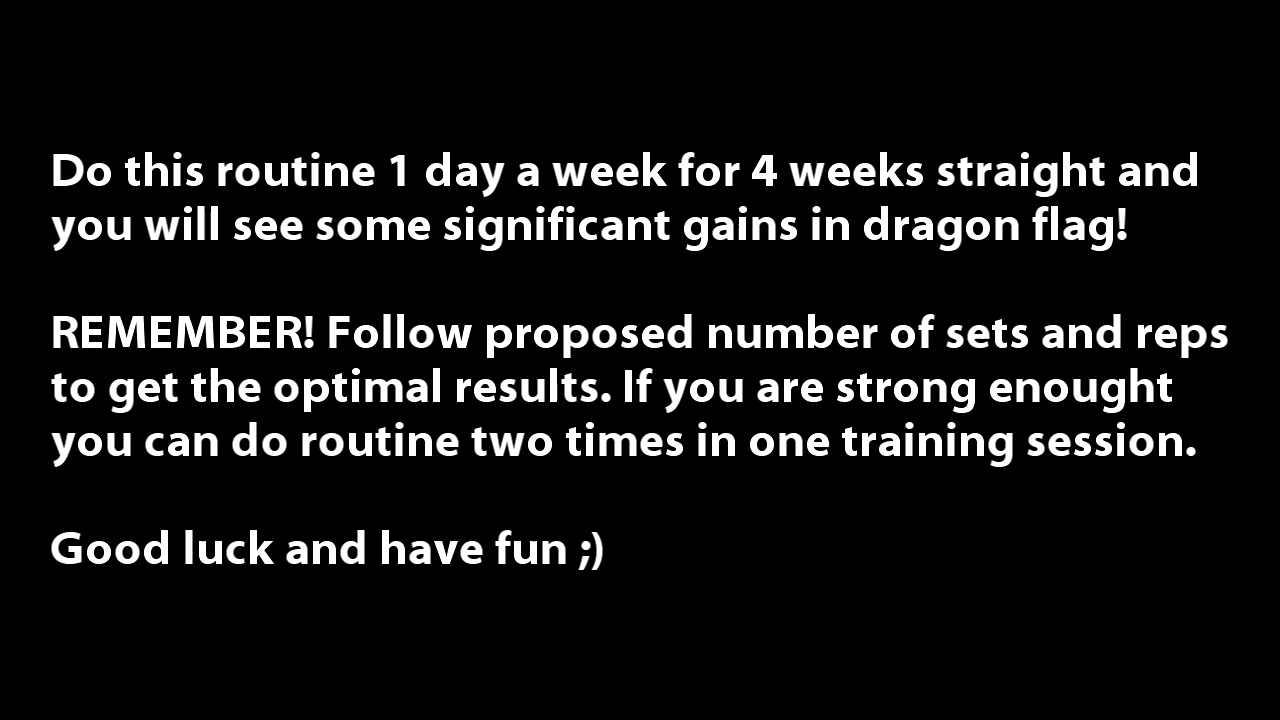 Do this routine 1 day a week for 4 weeks straight and
you will see some significant gains in dragon flag!
REMEMBER! Follow proposed number of sets and reps
to get the optimal results. If you are strong enought
you can do routine two times in one training session.
Good luck and have fun ;)